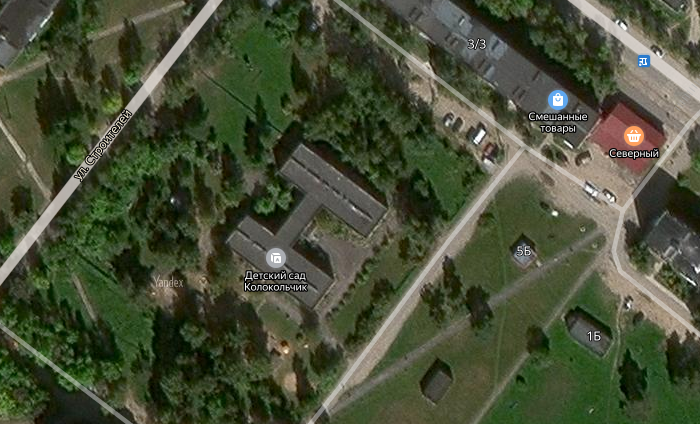 3/3
Смешанные
товары
Северный
ул. Строителей
5Б
Детский сад
Колокольчик
Yandex
1Б